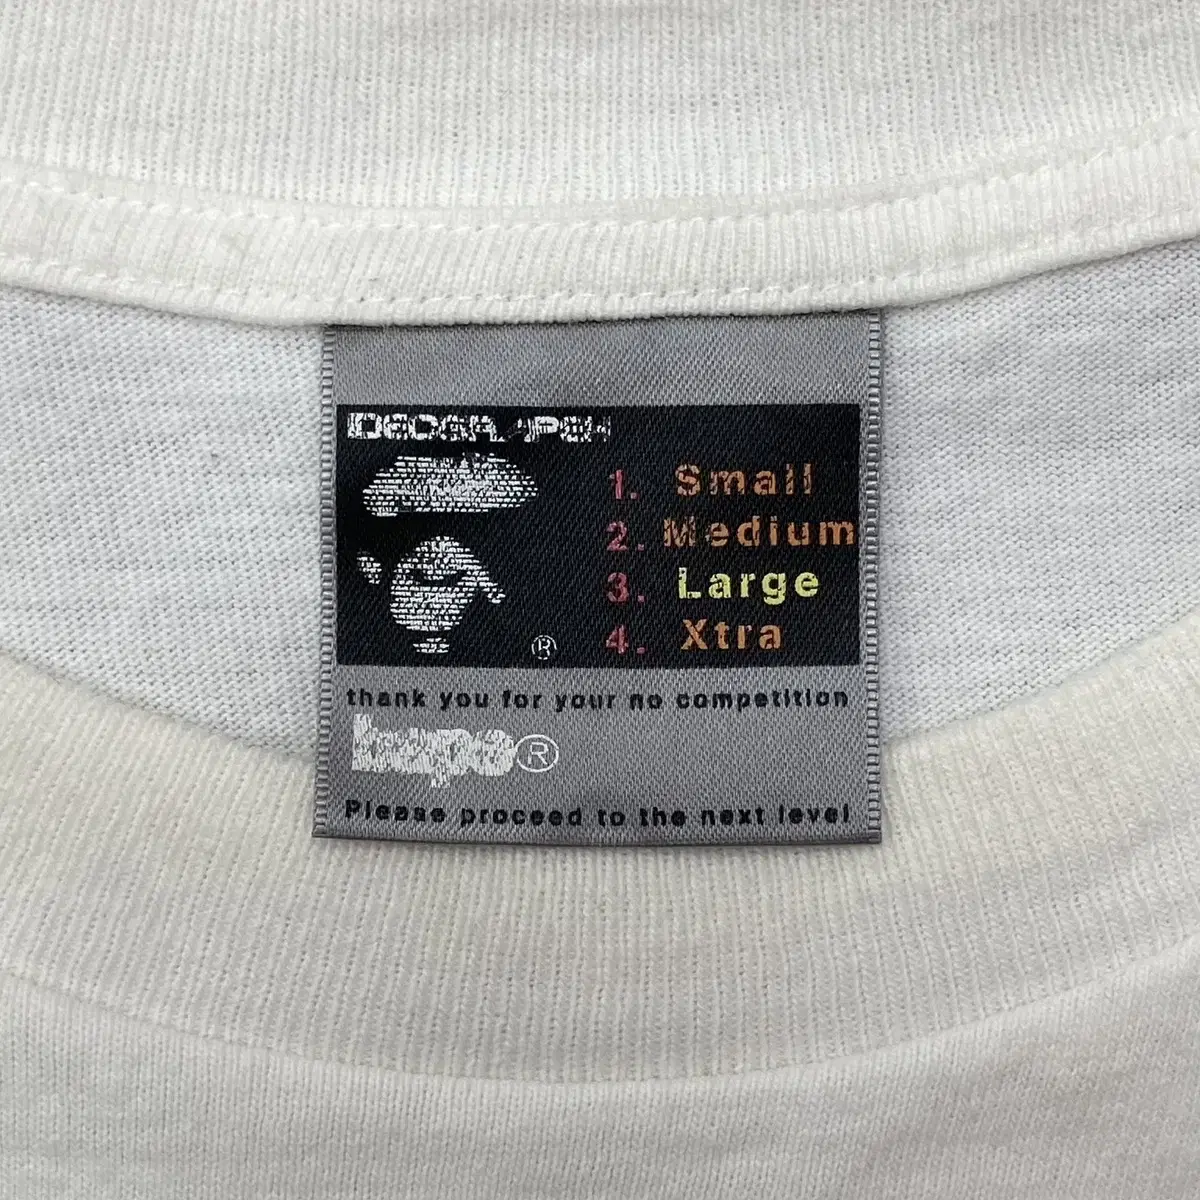 IDEOGRAPEH
1. Small
2. Medium
3. Large
4. Xtra
®
thank you for your no competition
bape®
Please proceed to the next level